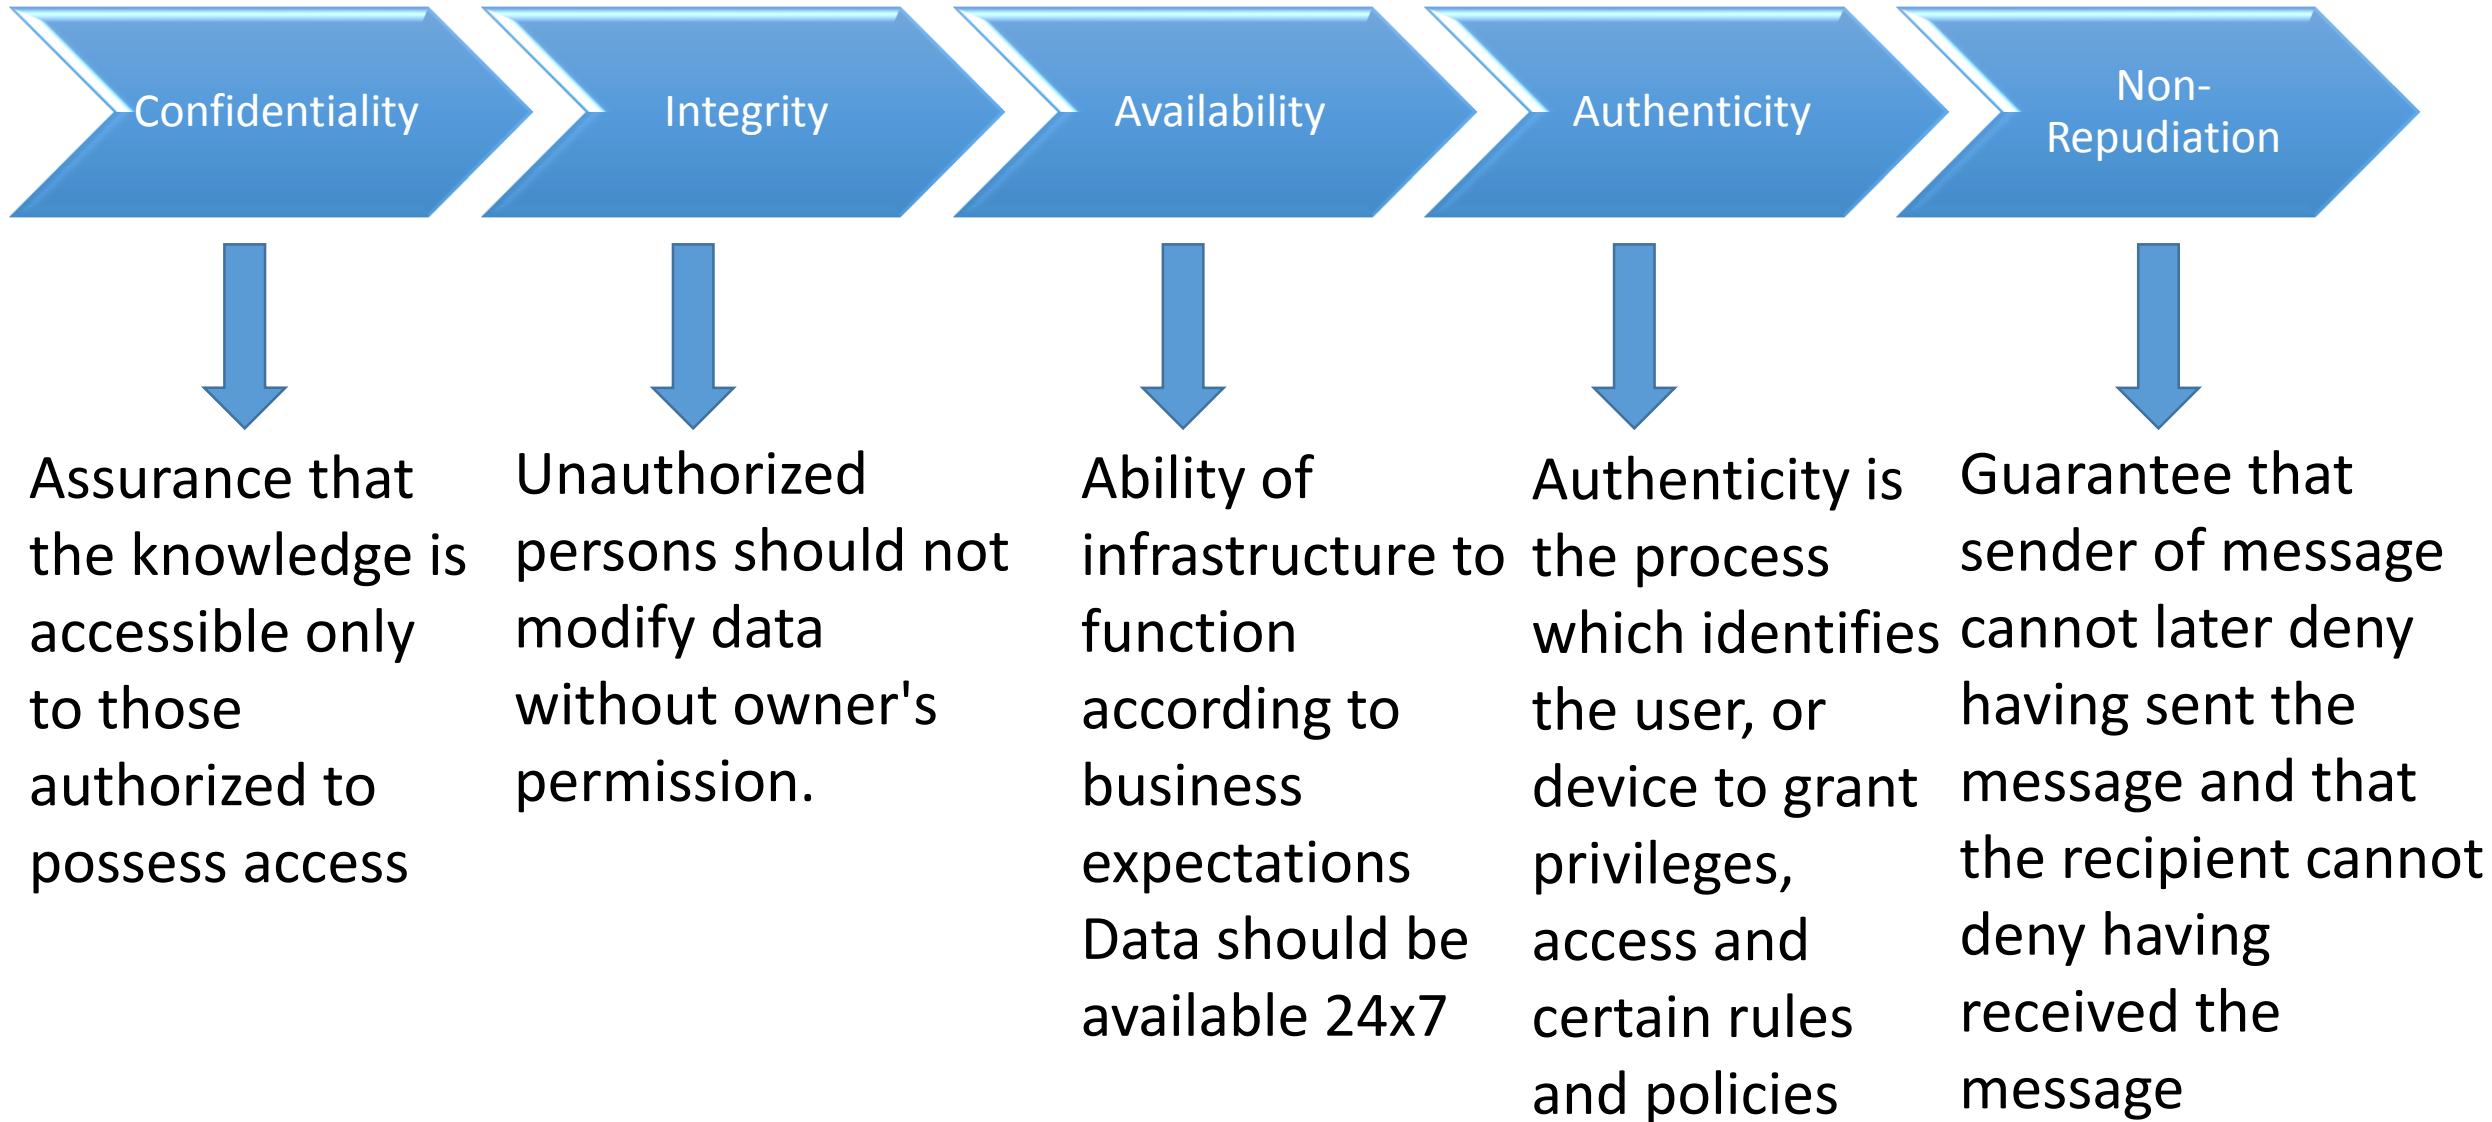 Confidentiality
Integrity
Availability
Authenticity
Non-
Repudiation
Assurance that
the knowledge is
accessible only
to those
authorized to
possess access
Unauthorized
persons should not
modify data
without owner's
permission.
Ability of
infrastructure to
function
according to
business
expectations
Data should be
available 24x7
Authenticity is
the process
which identifies
the user, or
device to grant
privileges,
access and
certain rules
and policies
Guarantee that
sender of message
cannot later deny
having sent the
message and that
the recipient cannot
deny having
received the
message